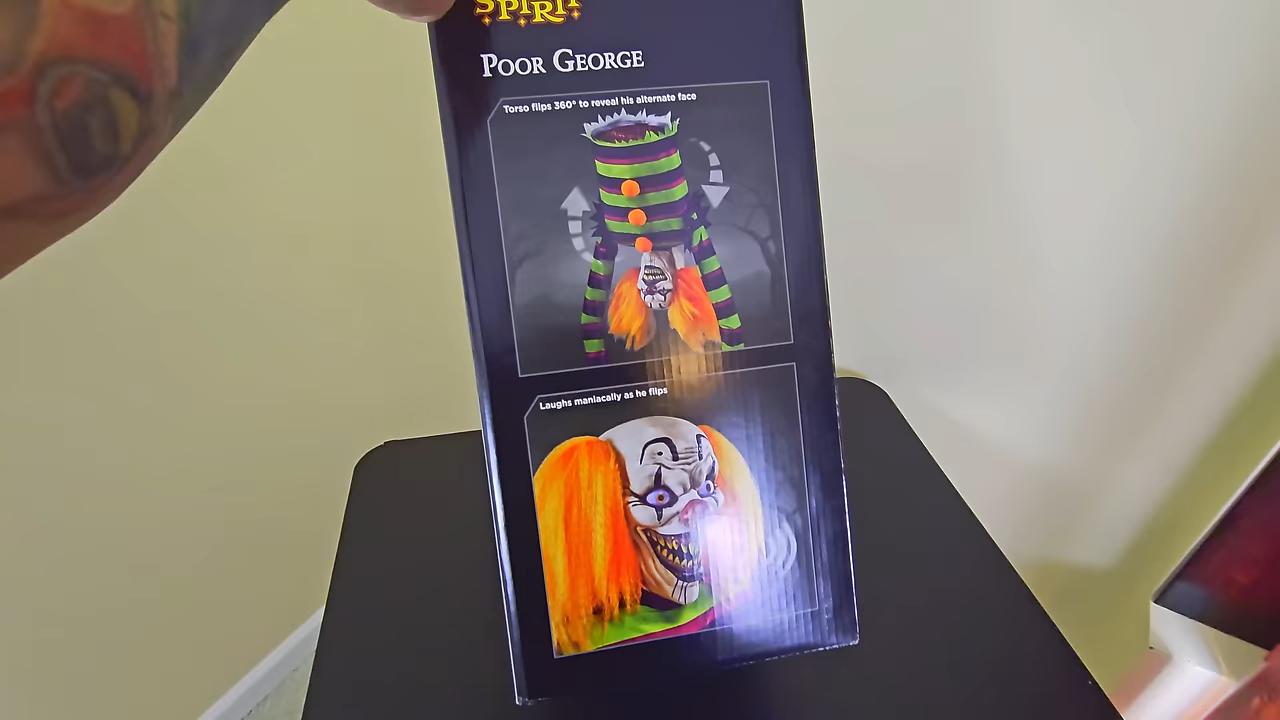 SPIRIT
POOR GEORGE
Torso flips 360° to reveal his alternate face
Laughs maniacally as he flips